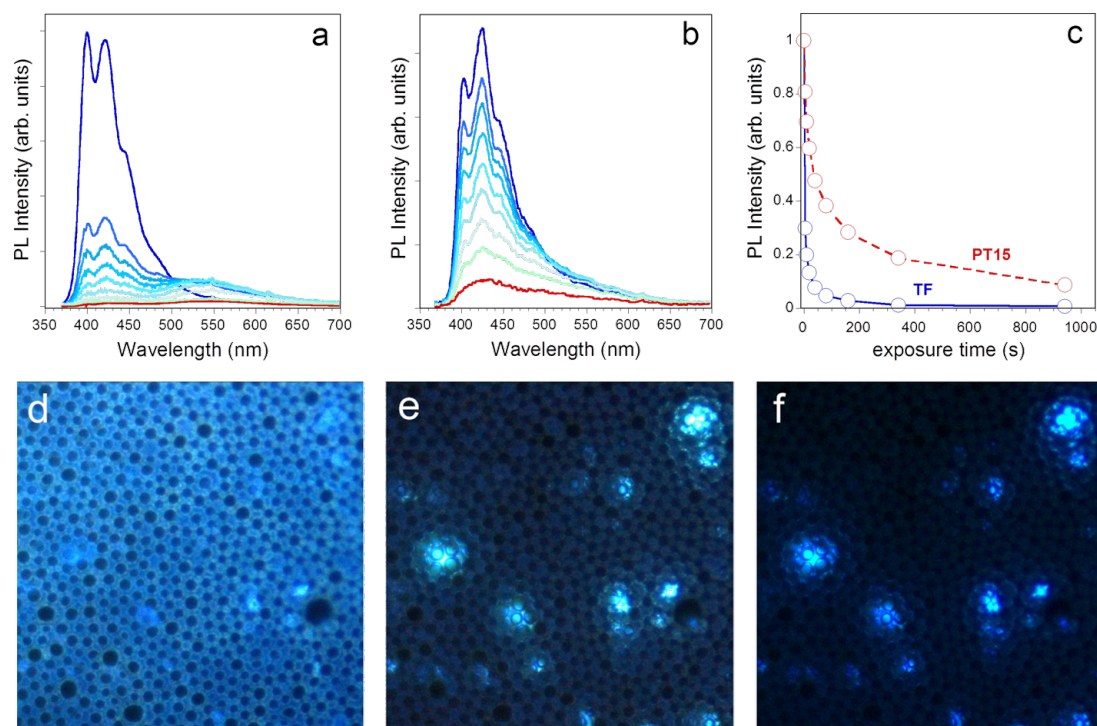 a
PL Intensity (arb. units)
350 400 450 500 550 600 650 700
Wavelength (nm)
b
PL Intensity (arb. units)
350 400 450 500 550 600 650 700
Wavelength (nm)
c
PL Intensity (arb. units)
1
0.8
0.6
0.4
0.2
0
PT15
TF
0 200 400 600 800 1000
exposure time (s)
d
e
f